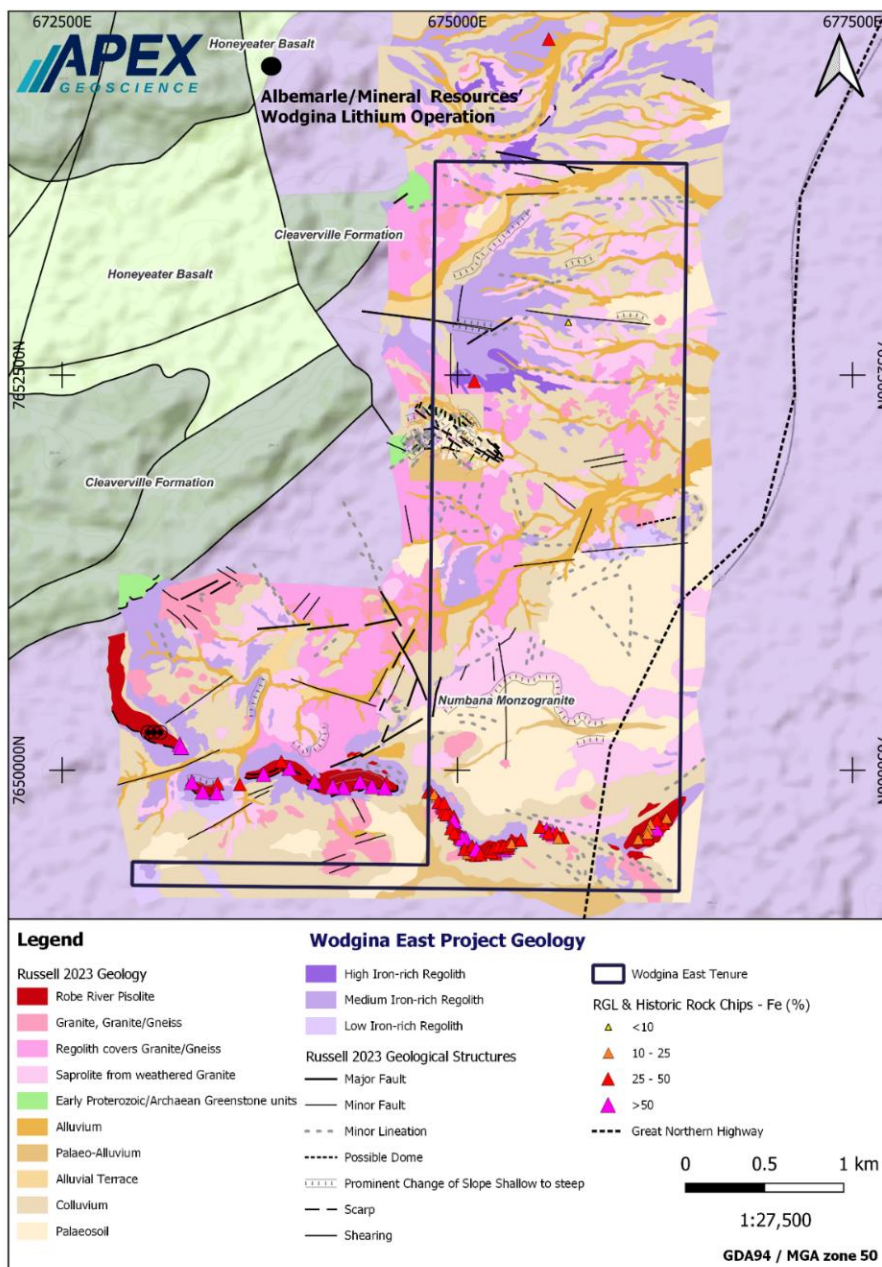 672500E
675000E
677500E
APEX
GEOSCIENCE
Honeyeater Basalt
Albemarle/Mineral Resources'
Wodgina Lithium Operation
Cleaverville Formation
Honeyeater Basalt
7652500N
7652500N
Cleaverville Formation
Numbana Monzogranite
7650000N
7650000N
Legend
Russell 2023 Geology
Robe River Pisolite
Granite, Granite/Gneiss
Regolith covers Granite/Gneiss
Saprolite from weathered Granite
Early Proterozoic/Archaean Greenstone units
Alluvium
Palaeo-Alluvium
Alluvial Terrace
Colluvium
Palaeosoil
Wodgina East Project Geology
High Iron-rich Regolith
Medium Iron-rich Regolith
Low Iron-rich Regolith
Russell 2023 Geological Structures
Major Fault
Minor Fault
Minor Lineation
Possible Dome
Prominent Change of Slope Shallow to steep
Scarp
Shearing
Wodgina East Tenure
RGL & Historic Rock Chips - Fe (%)
<10
10 - 25
25 - 50
>50
Great Northern Highway
0 0.5 1 km
1:27,500
GDA94 / MGA zone 50